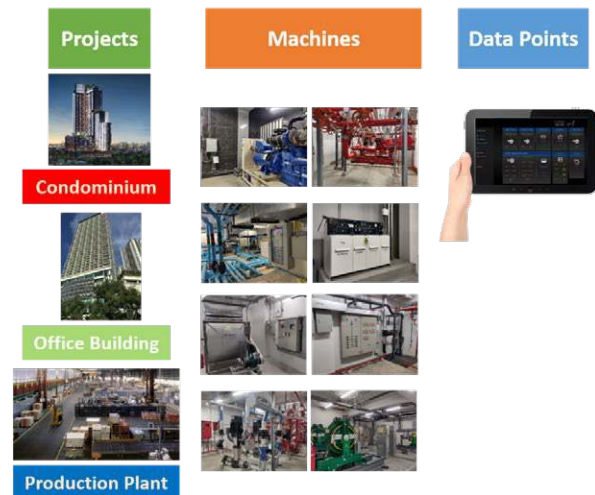 Projects
Machines
Data Points
Condominium
Office Building
Production Plant